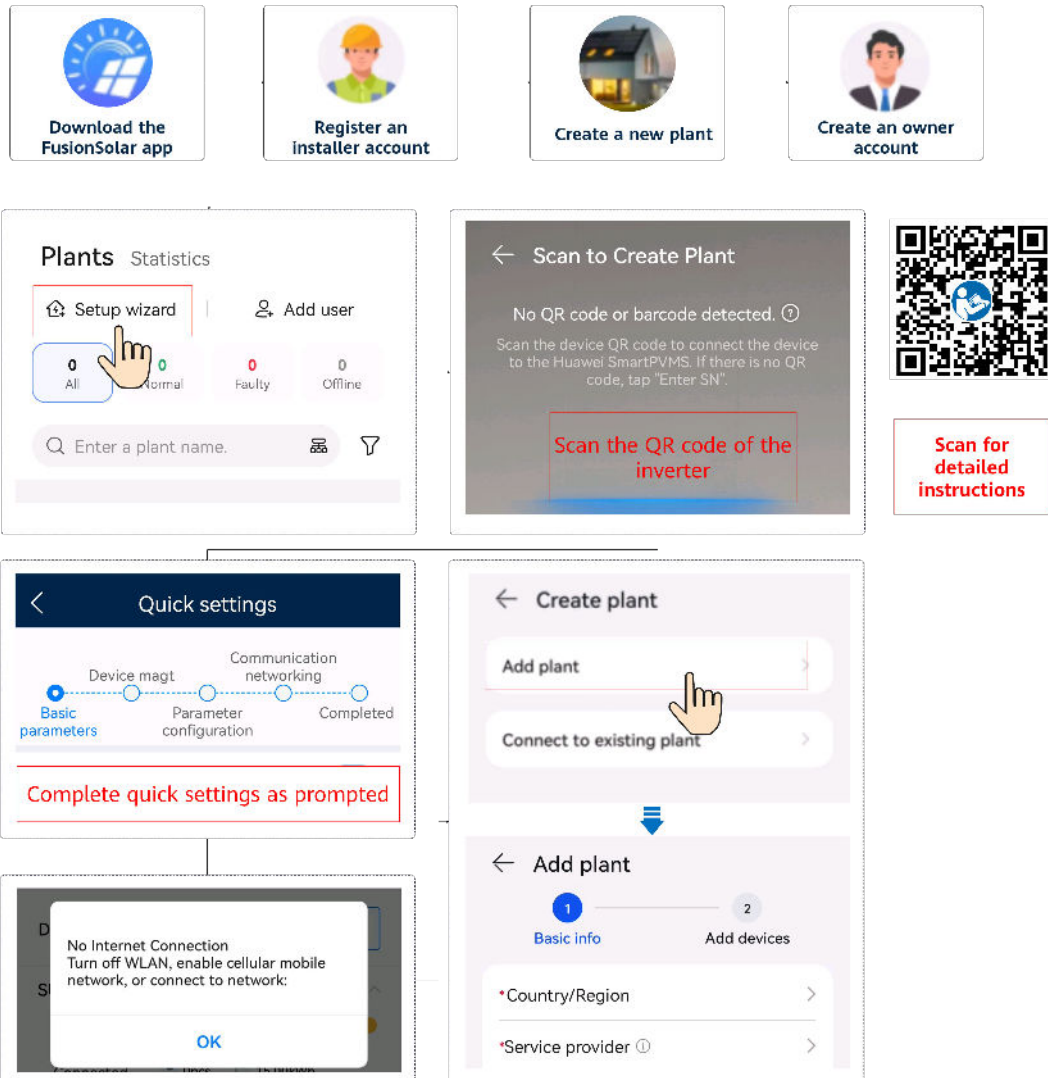 Download the
FusionSolar app
Register an
installer account
Create a new plant
Create an owner
account
Plants Statistics
Setup wizard
Add user
0
All
0
Normal
0
Faulty
0
Offline
Enter a plant name.
Scan to Create Plant
No QR code or barcode detected.
Scan the device QR code to connect the device
to the Huawei SmartPVMS. If there is no QR
code, tap "Enter SN".
Scan the QR code of the
inverter
Scan for
detailed
instructions
Quick settings
Device magt
Communication
networking
Basic
parameters
Parameter
configuration
Completed
Complete quick settings as prompted
No Internet Connection
Turn off WLAN, enable cellular mobile
network, or connect to network:
OK
Create plant
Add plant
Connect to existing plant
Add plant
1
Basic info
2
Add devices
*Country/Region
*Service provider